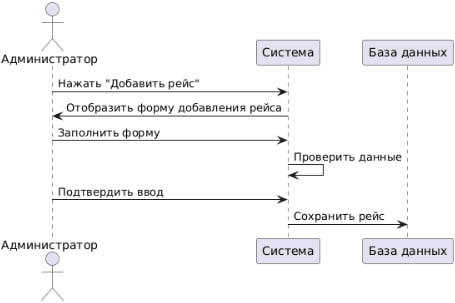 Администратор
Система
База данных
Нажать "Добавить рейс"
Отобразить форму добавления рейса
Заполнить форму
Проверить данные
Подтвердить ввод
Сохранить рейс
Администратор
Система
База данных